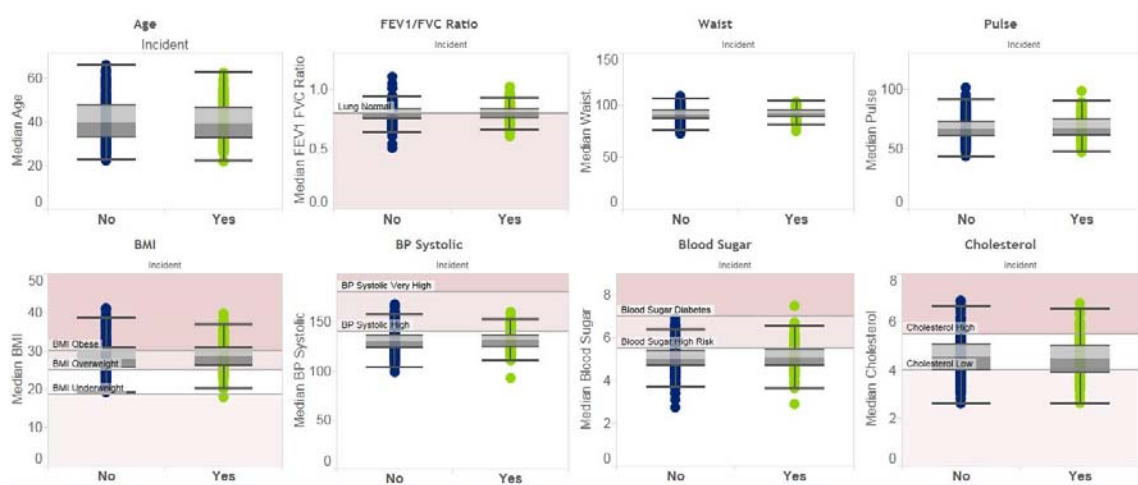 Age
Incident
Median Age
60
40
20
0
No
Yes
FEV1/FVC Ratio
Incident
Median FEV1 FVC Ratio
1.0
Lung Normal
0.5
0.0
No
Yes
Waist
Incident
Median Waist
150
100
50
0
No
Yes
Pulse
Incident
Median Pulse
100
50
0
No
Yes
BMI
Incident
Median BMI
50
40
BMI Obese
30
BMI Overweight
BMI Underweight
20
10
0
No
Yes
BP Systolic
Incident
Median BP Systolic
BP Systolic Very High
150
BP Systolic High
100
50
0
No
Yes
Blood Sugar
Incident
Median Blood Sugar
8
Blood Sugar Diabetes
6
Blood Sugar High Risk
4
2
0
No
Yes
Cholesterol
Incident
Median Cholesterol
8
6
Cholesterol High
Cholesterol Low
4
2
0
No
Yes